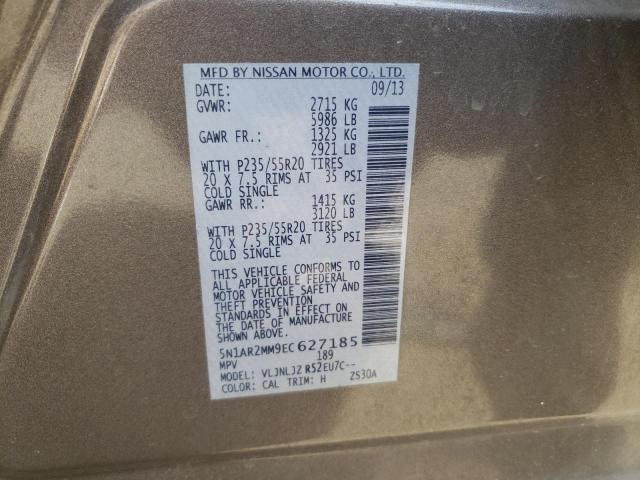 MFD BY NISSAN MOTOR CO., LTD.
DATE: 09/13
GVWR: 2715 KG
5986 LB
GAWR FR.: 1325 KG
2921 LB
WITH P235/55R20 TIRES
20 X 7.5 RIMS AT 35 PSI
COLD SINGLE
GAWR RR.: 1415 KG
3120 LB
WITH P235/55R20 TIRES
20 X 7.5 RIMS AT 35 PSI
COLD SINGLE
THIS VEHICLE CONFORMS TO
ALL APPLICABLE FEDERAL
MOTOR VEHICLE SAFETY AND
THEFT PREVENTION
STANDARDS IN EFFECT ON
THE DATE OF MANUFACTURE
SHOWN ABOVE.
5N1AR2MM9EC627185
MPV 189
MODEL: VLJNLJZ R52EU7C--
COLOR: CAL TRIM: H ZS30A